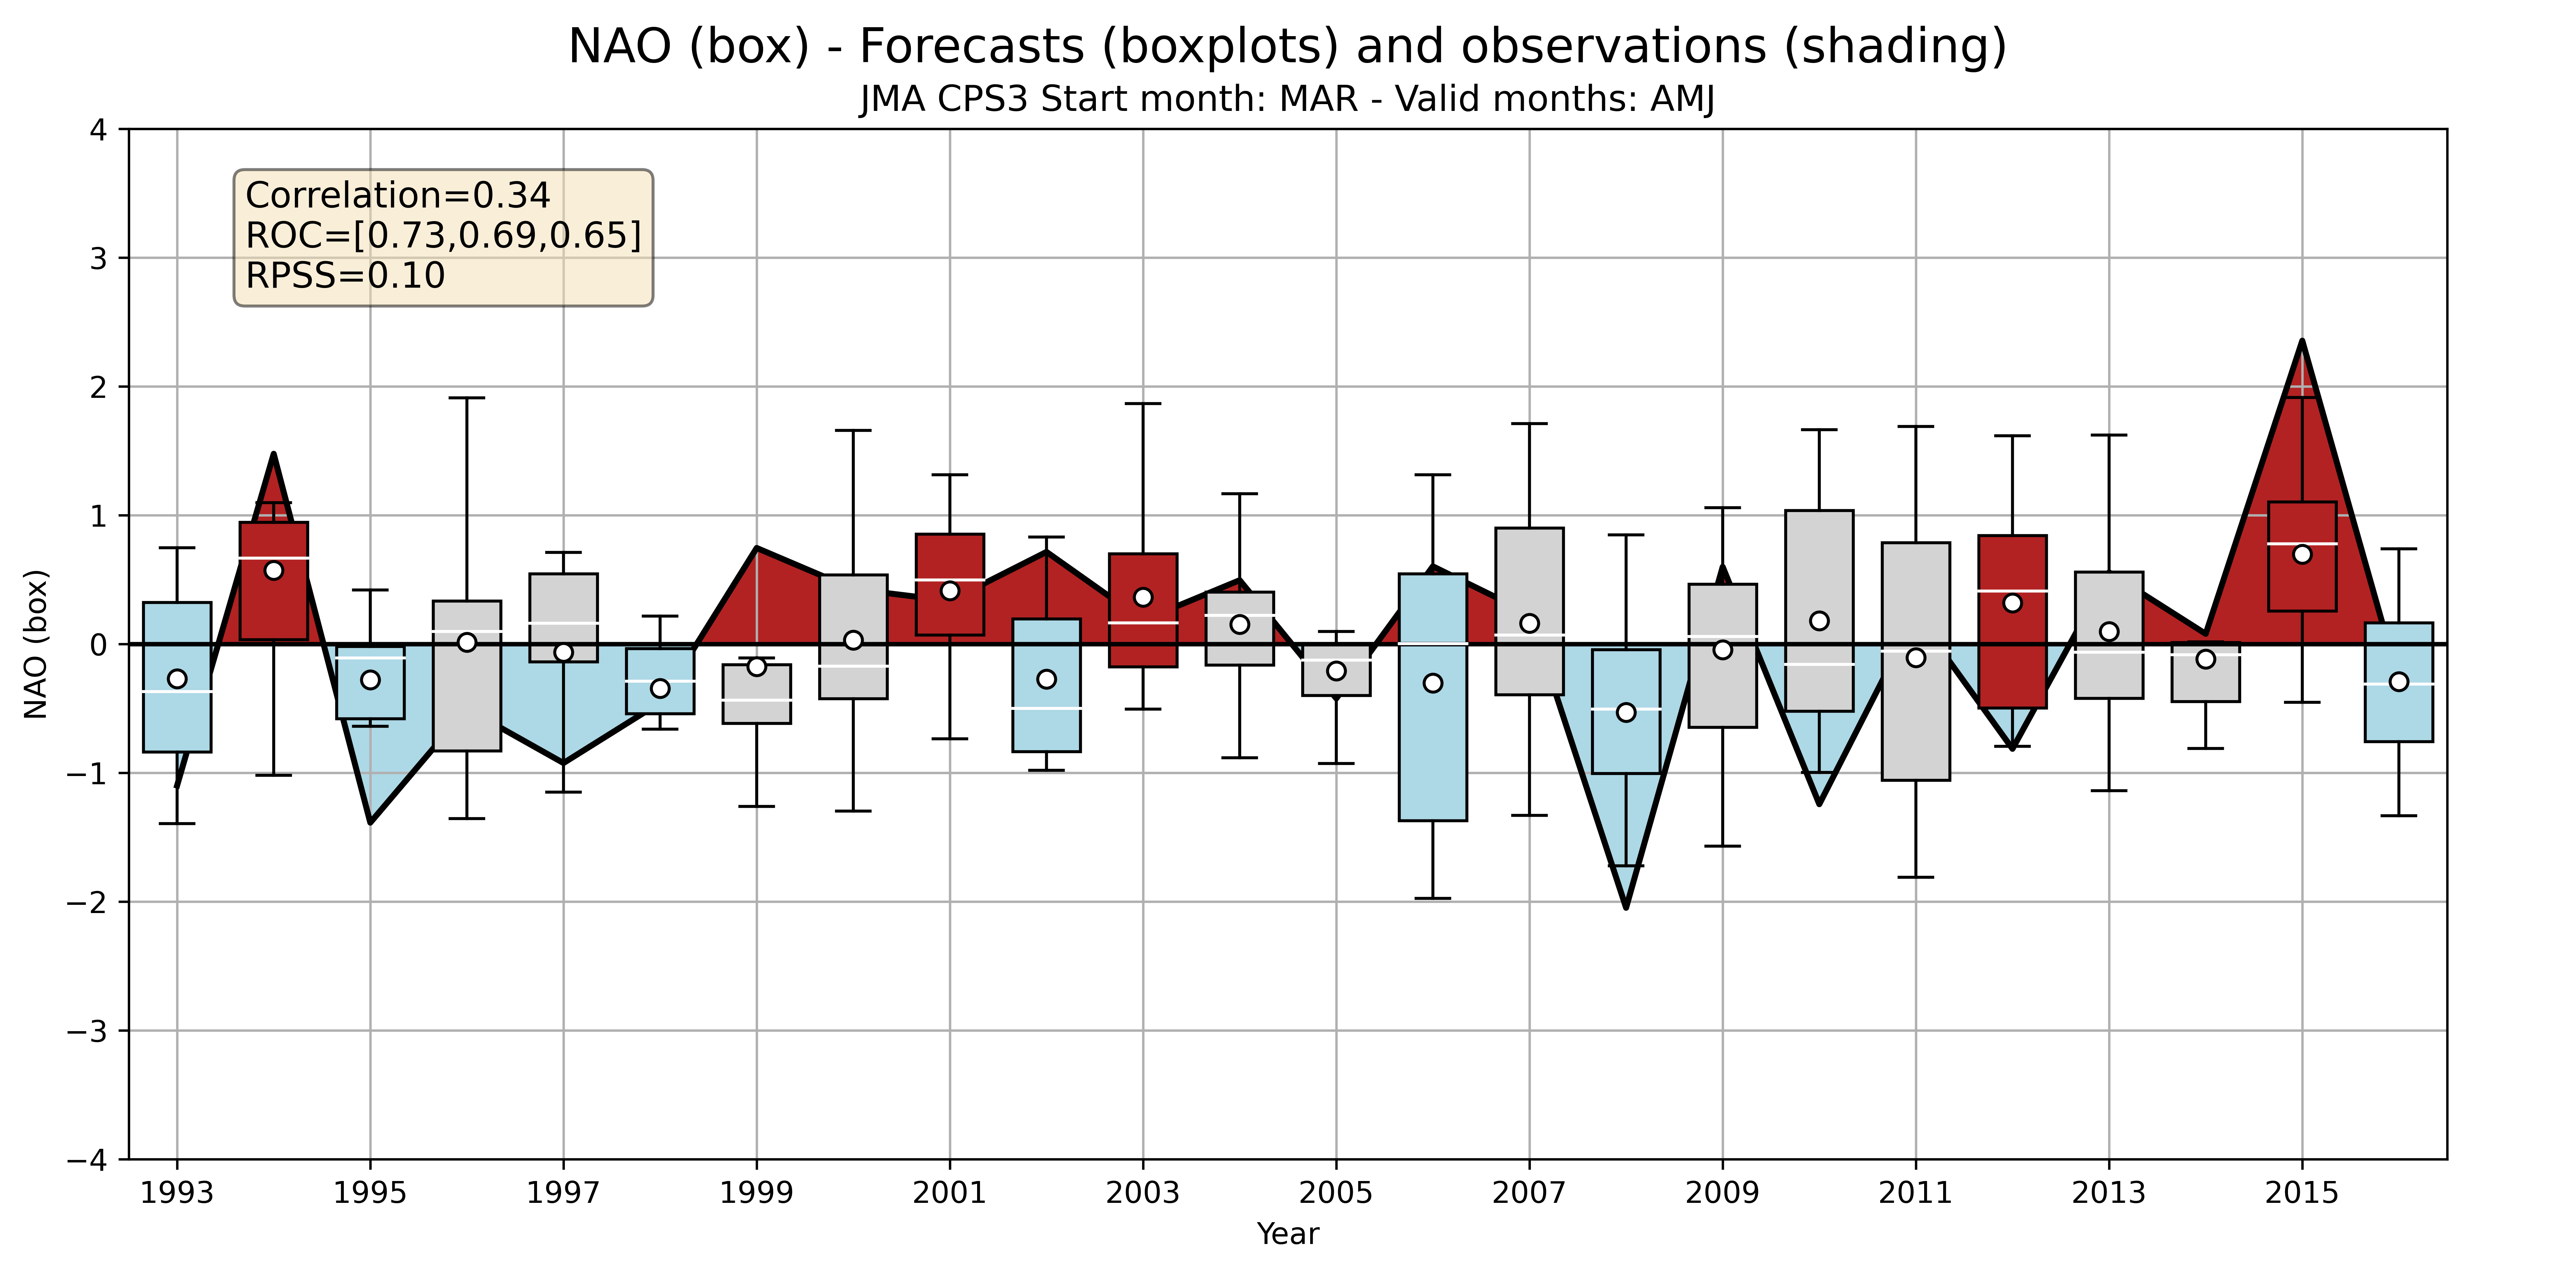 NAO (box) - Forecasts (boxplots) and observations (shading)
JMA CPS3 Start month: MAR - Valid months: AMJ
Correlation=0.34
ROC=[0.73,0.69,0.65]
RPSS=0.10
NAO (box)
4
3
2
1
0
−1
−2
−3
−4
1993 1995 1997 1999 2001 2003 2005 2007 2009 2011 2013 2015
Year